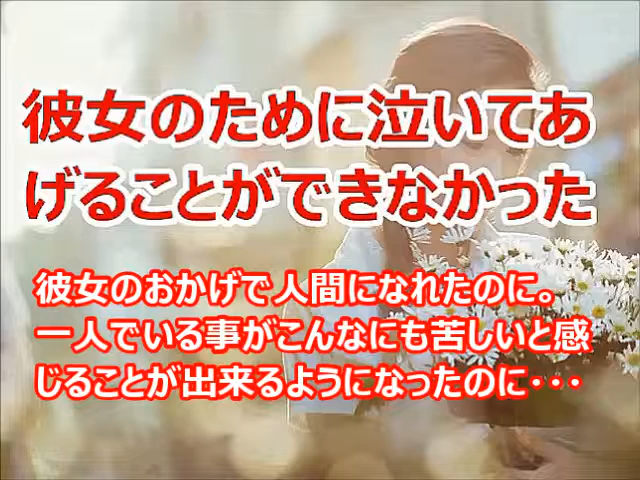 彼女のために泣いてあ
げることができなかった
彼女のおかげで人間になれたのに。
一人でいる事がこんなにも苦しいと感
じることが出来るようになったのに・・・